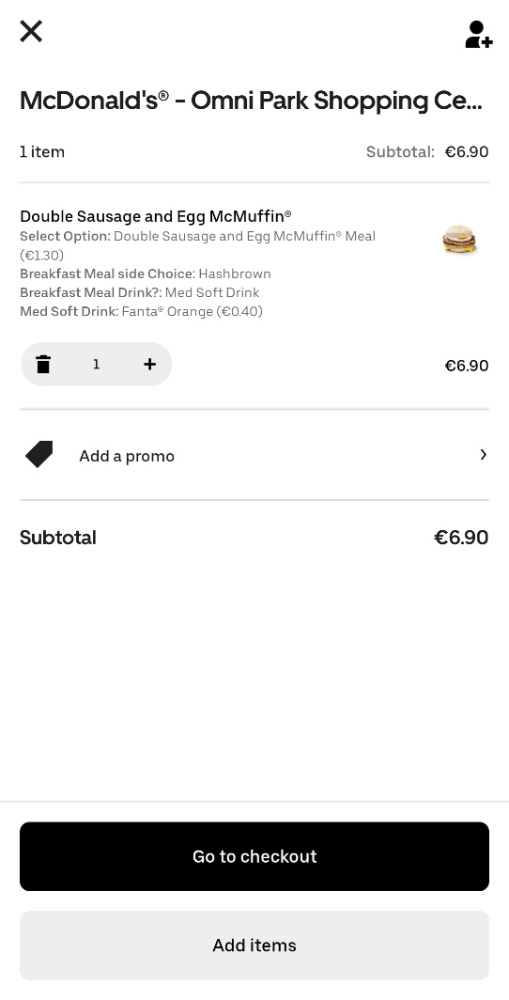 McDonald's® - Omni Park Shopping Ce...
1 item
Subtotal: €6.90
Double Sausage and Egg McMuffin®
Select Option: Double Sausage and Egg McMuffin® Meal
(€1.30)
Breakfast Meal side Choice: Hashbrown
Breakfast Meal Drink?: Med Soft Drink
Med Soft Drink: Fanta® Orange (€0.40)
1
€6.90
Add a promo
Subtotal €6.90
Go to checkout
Add items